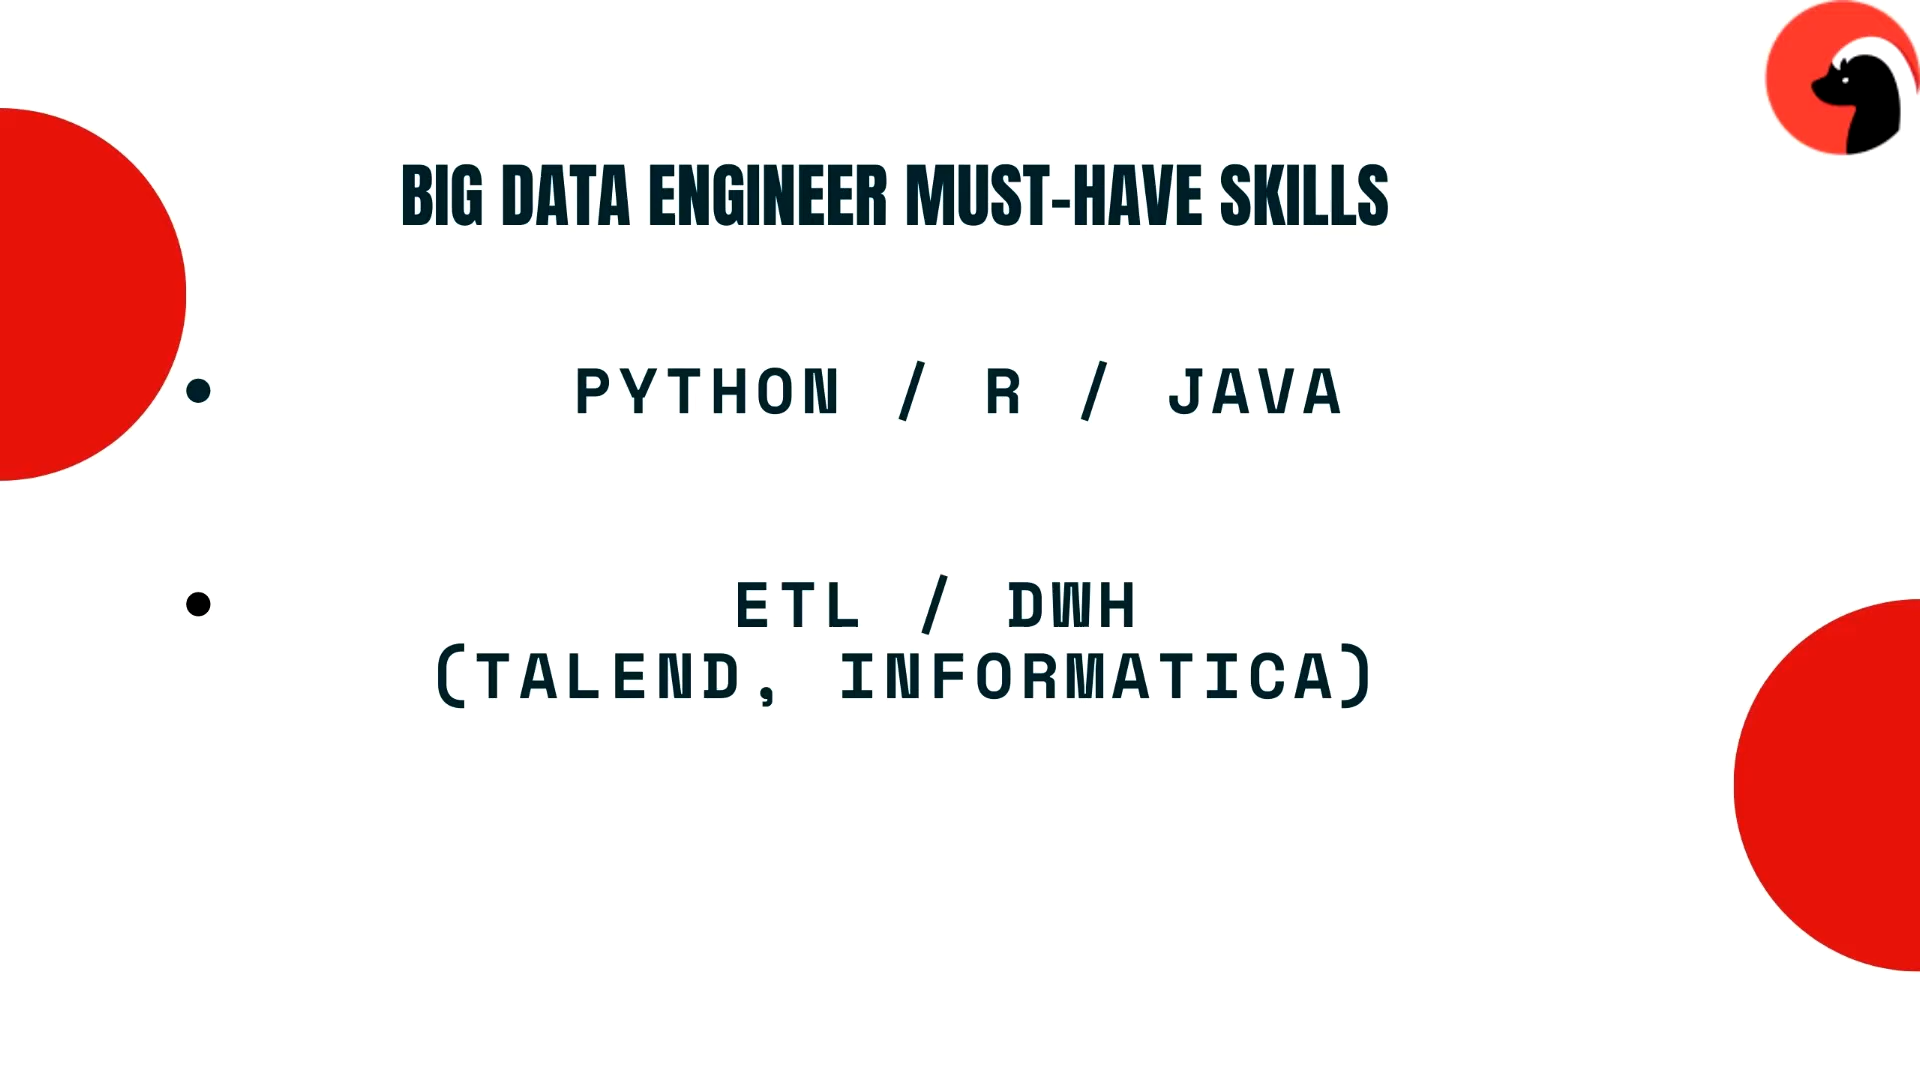 BIG DATA ENGINEER MUST-HAVE SKILLS
• PYTHON / R / JAVA
• ETL / DWH
(TALEND, INFORMATICA)